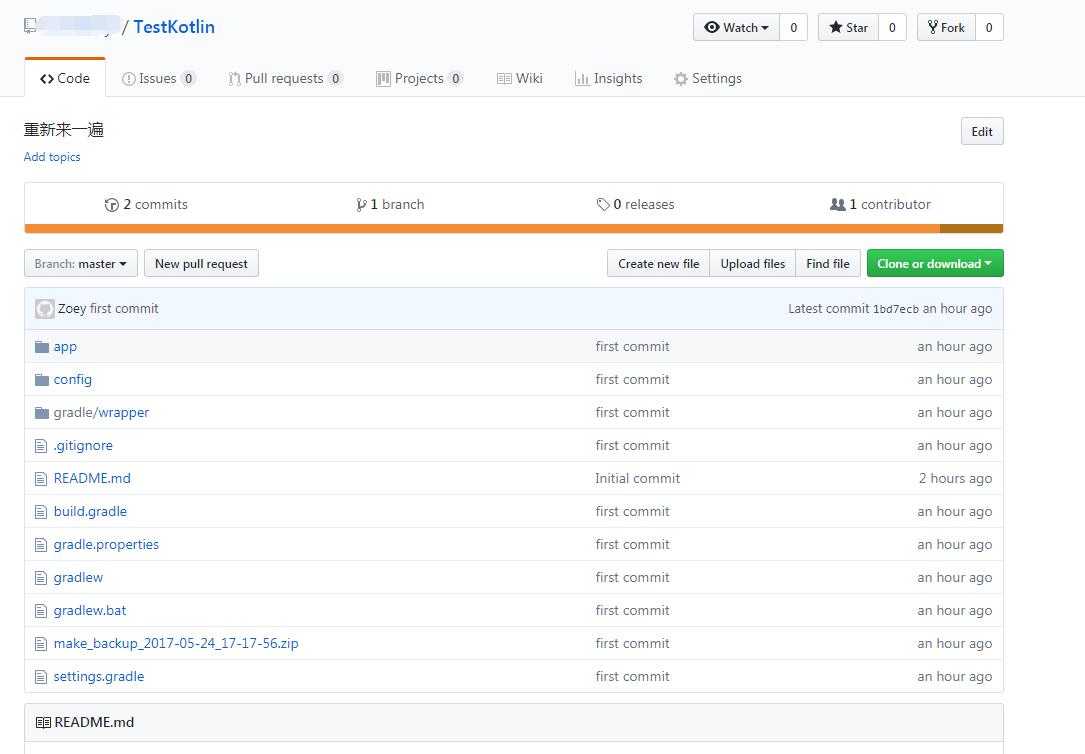 / TestKotlin
Watch 0 Star 0 Fork 0
Code Issues 0 Pull requests 0 Projects 0 Wiki Insights Settings
重新来一遍 Edit
Add topics
2 commits 1 branch 0 releases 1 contributor
Branch: master New pull request Create new file Upload files Find file Clone or download
Zoey first commit Latest commit 1bd7ecb an hour ago
app first commit an hour ago
config first commit an hour ago
gradle/wrapper first commit an hour ago
.gitignore first commit an hour ago
README.md Initial commit 2 hours ago
build.gradle first commit an hour ago
gradle.properties first commit an hour ago
gradlew first commit an hour ago
gradlew.bat first commit an hour ago
make_backup_2017-05-24_17-17-56.zip first commit an hour ago
settings.gradle first commit an hour ago
README.md